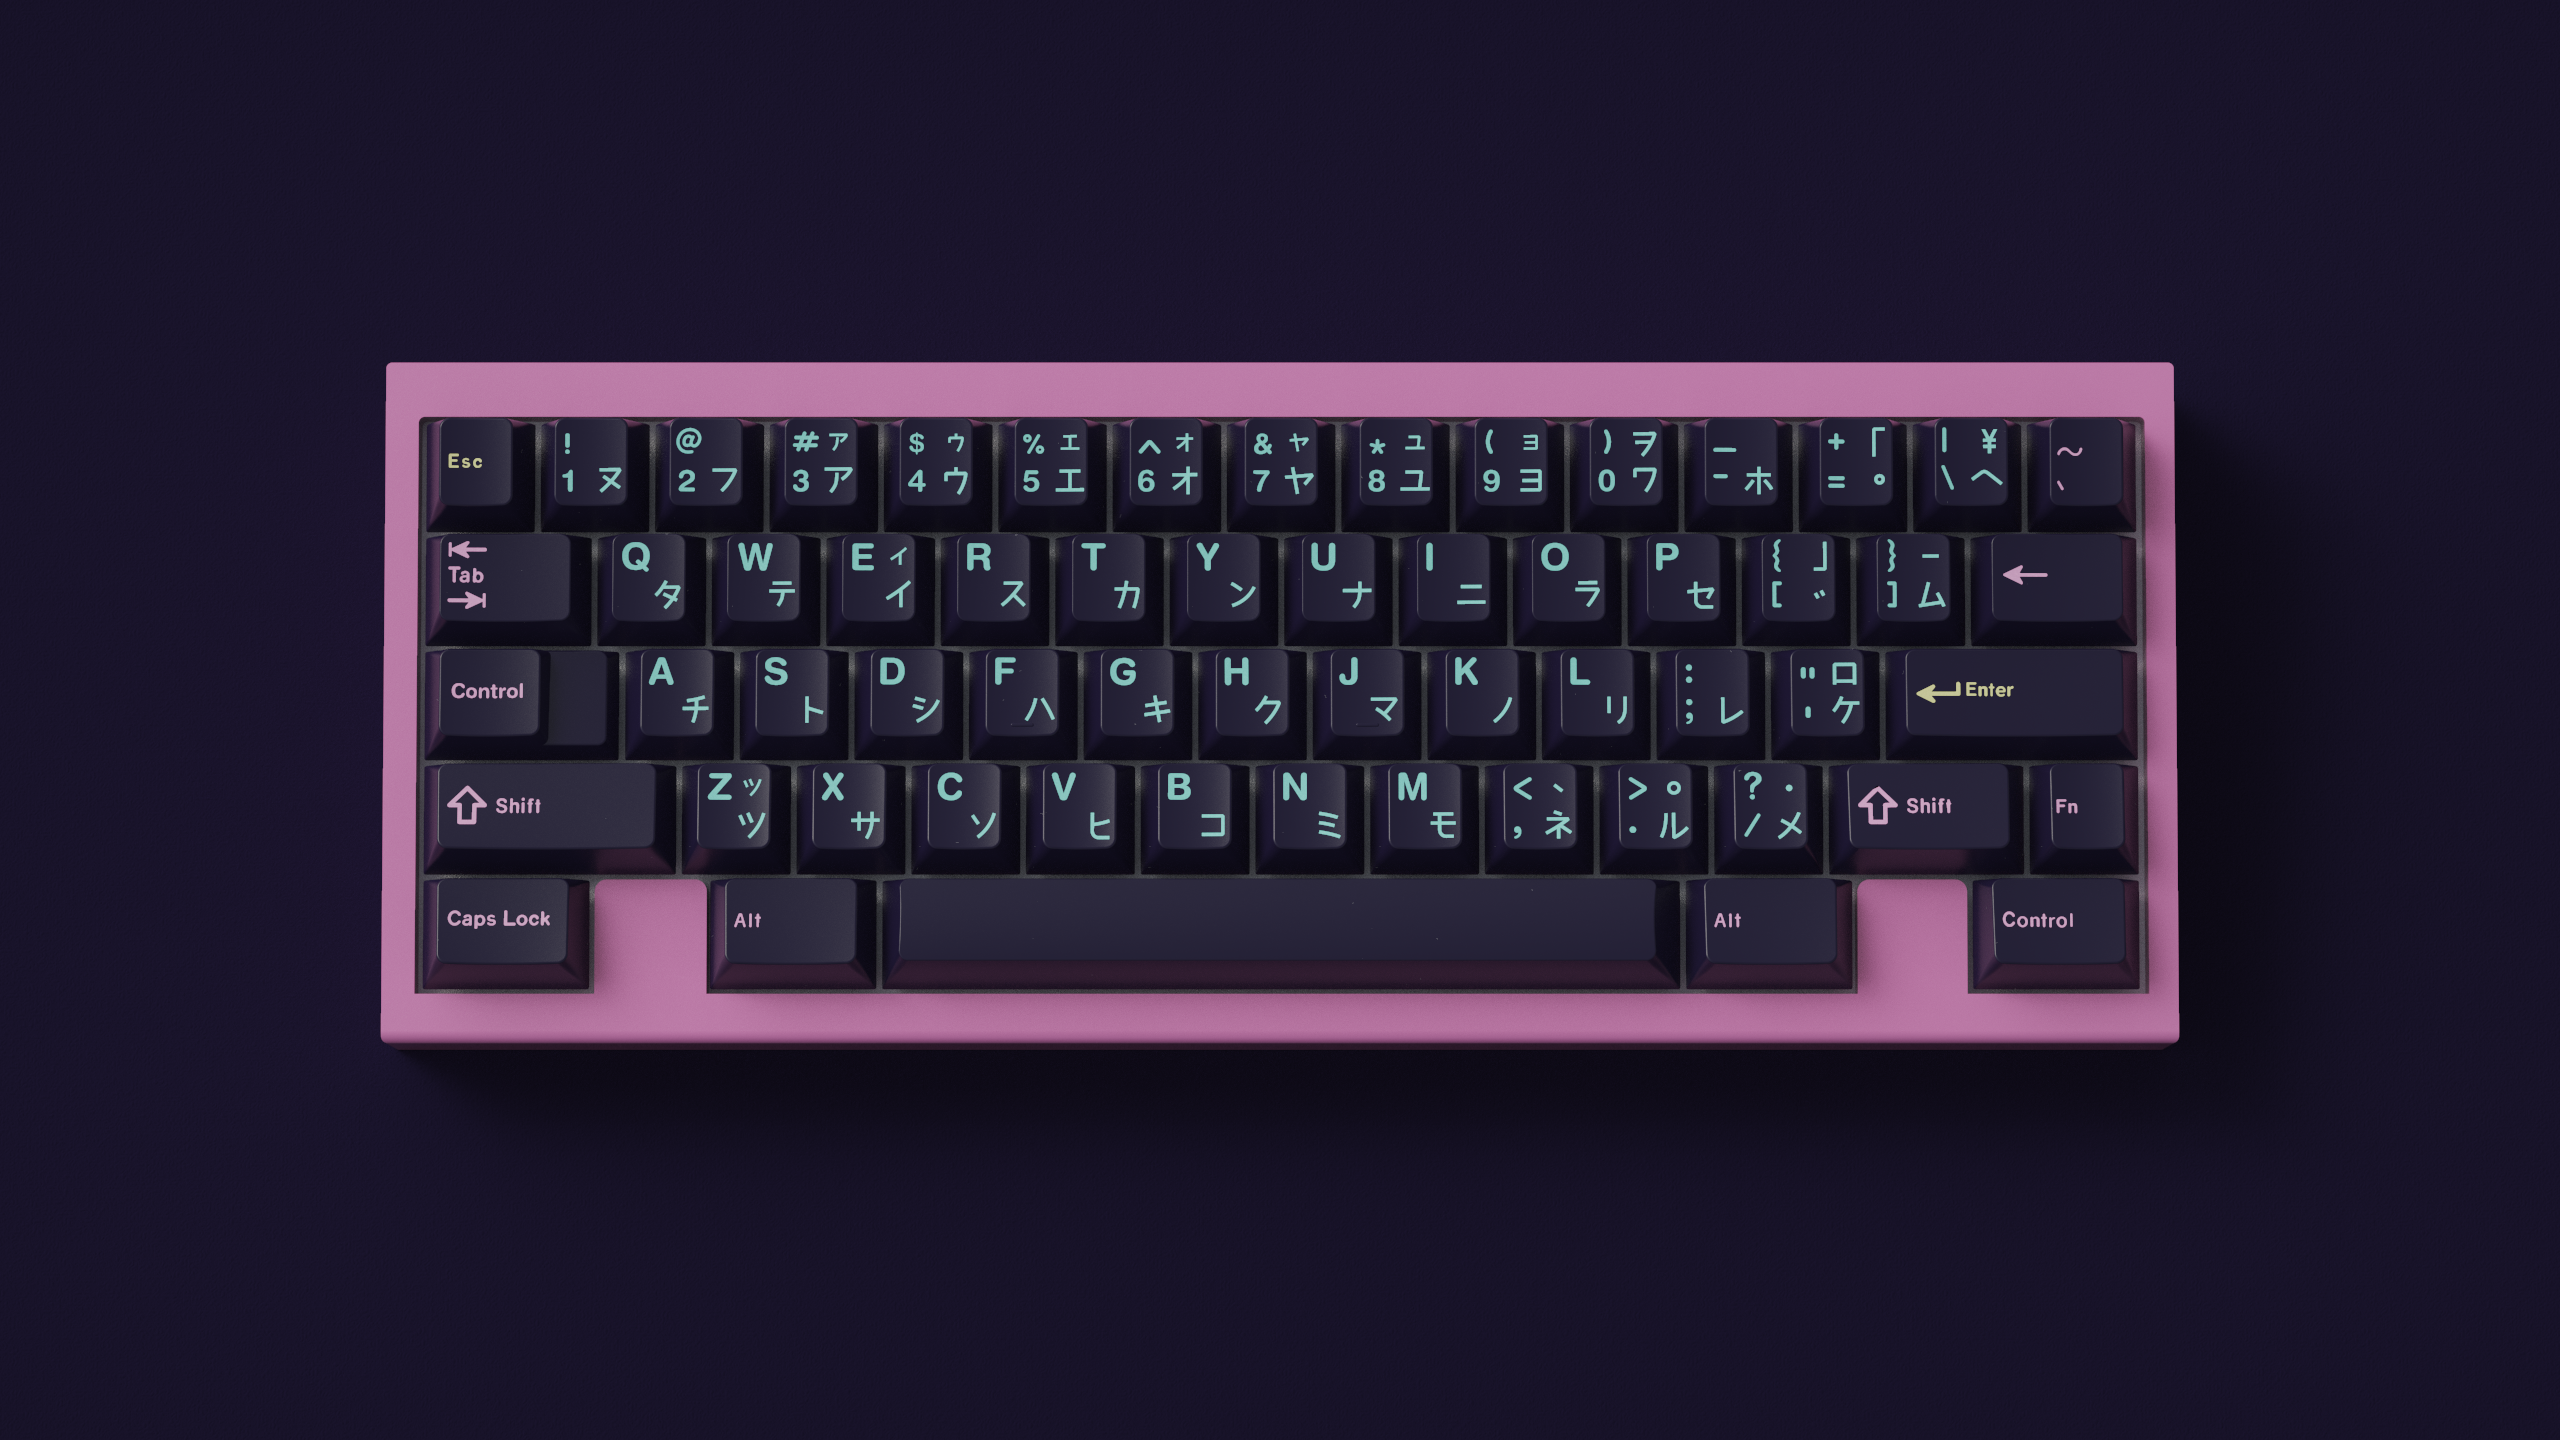 Esc ! @ # ア $ ゥ % ェ ^ ォ & ャ * ュ ( ョ ) ヲ _ + 「 | ¥ ~
1 ヌ 2 フ 3 ア 4 ウ 5 エ 6 オ 7 ヤ 8 ユ 9 ヨ 0 ワ - ホ = ゜ \ ヘ `
Tab Q W E ィ R T Y U I O P { 」 } ー ←
タ テ イ ス カ ン ナ ニ ラ セ [ ゛ ] ム
Control A S D F G H J K L : " ロ Enter
チ ト シ ハ キ ク マ ノ リ ; レ ' ケ
Shift Z ッ X C V B N M < 、 > 。 ? ・ Shift Fn
ツ サ ソ ヒ コ ミ モ , ネ . ル / メ
Caps Lock Alt Alt Control